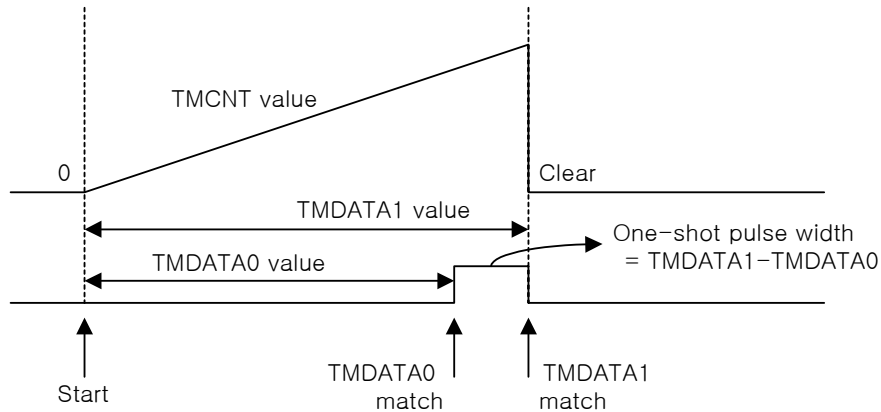 TMCNT value
0
Clear
TMDATA1 value
One-shot pulse width
= TMDATA1-TMDATA0
TMDATA0 value
Start
TMDATA0
match
TMDATA1
match